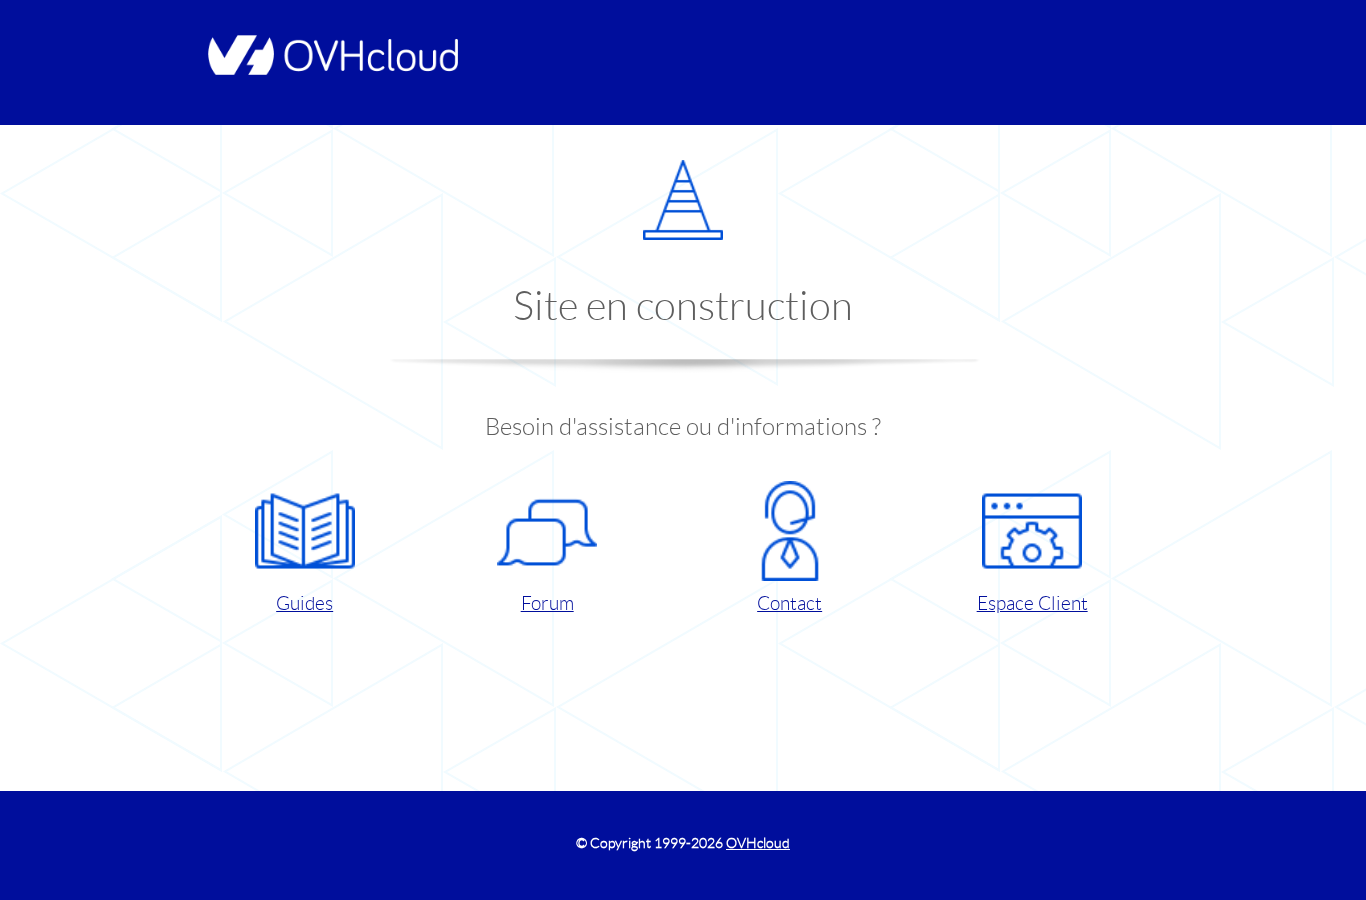 OVHcloud
Site en construction
Besoin d'assistance ou d'informations ?
Guides
Forum
Contact
Espace Client
© Copyright 1999-2026 OVHcloud